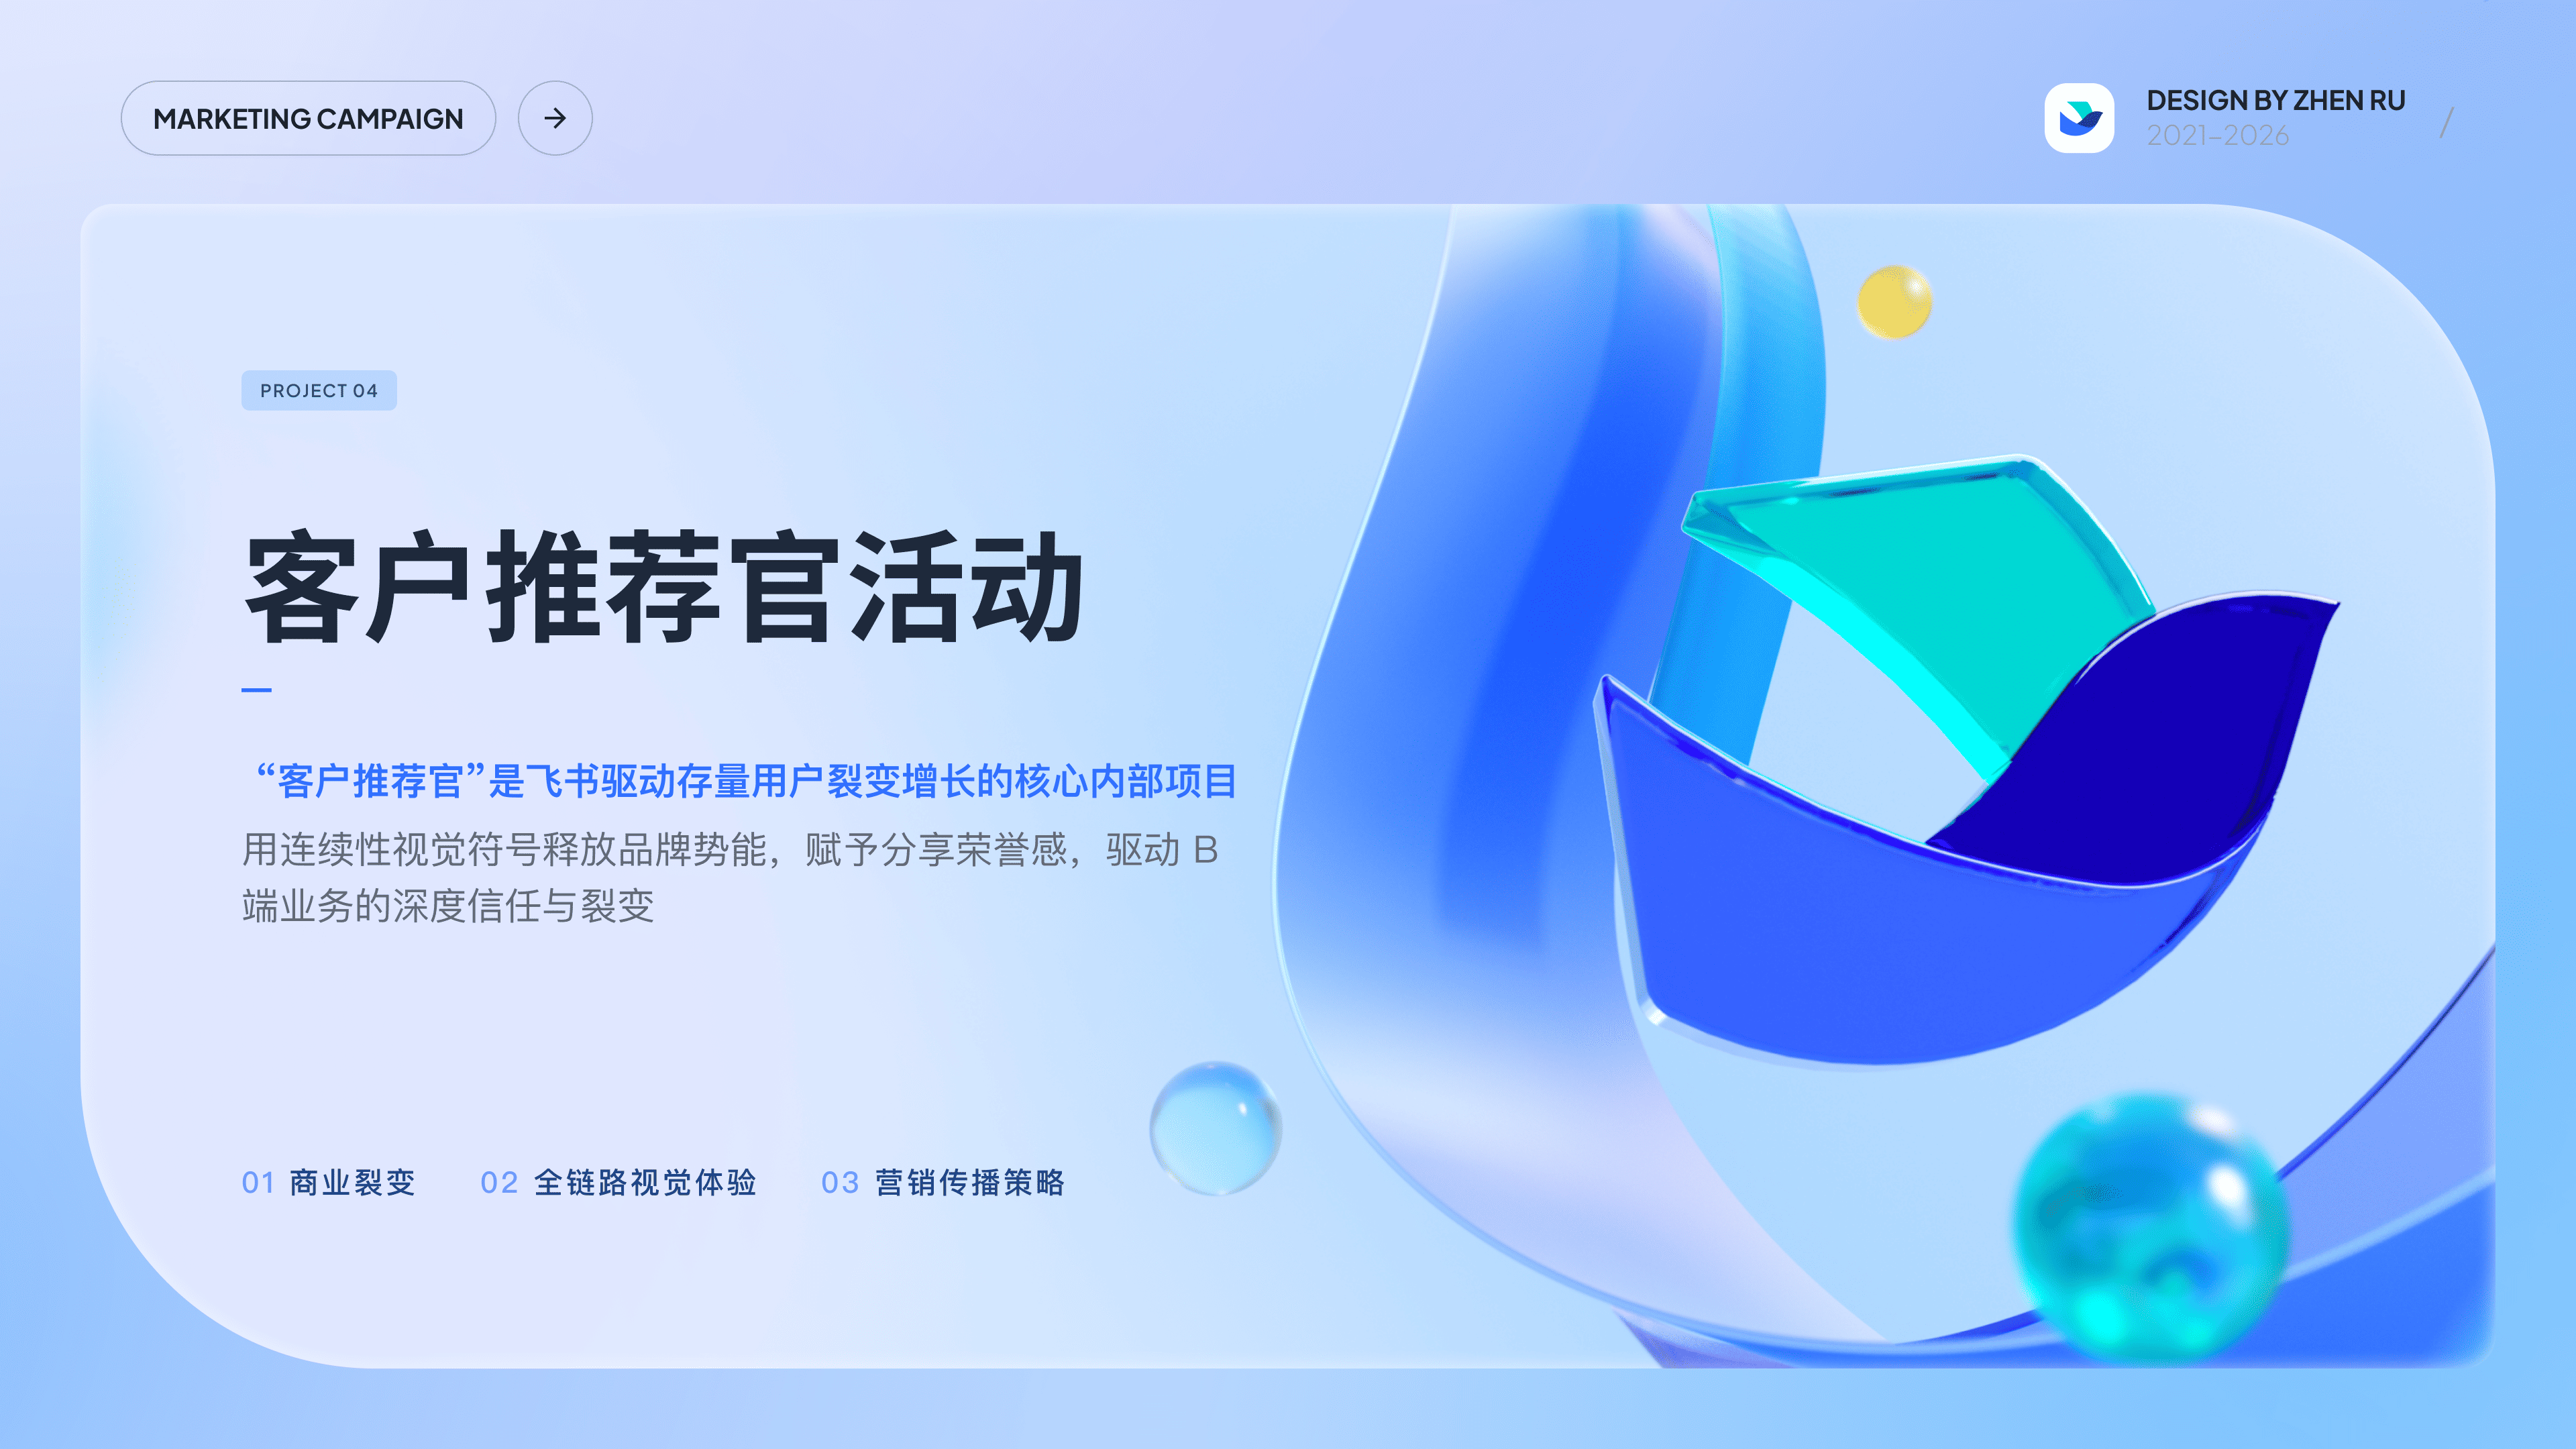 MARKETING CAMPAIGN
DESIGN BY ZHEN RU
2021–2026
/
PROJECT 04
客户推荐官活动
“客户推荐官”是飞书驱动存量用户裂变增长的核心内部项目
用连续性视觉符号释放品牌势能，赋予分享荣誉感，驱动 B
端业务的深度信任与裂变
01 商业裂变
02 全链路视觉体验
03 营销传播策略